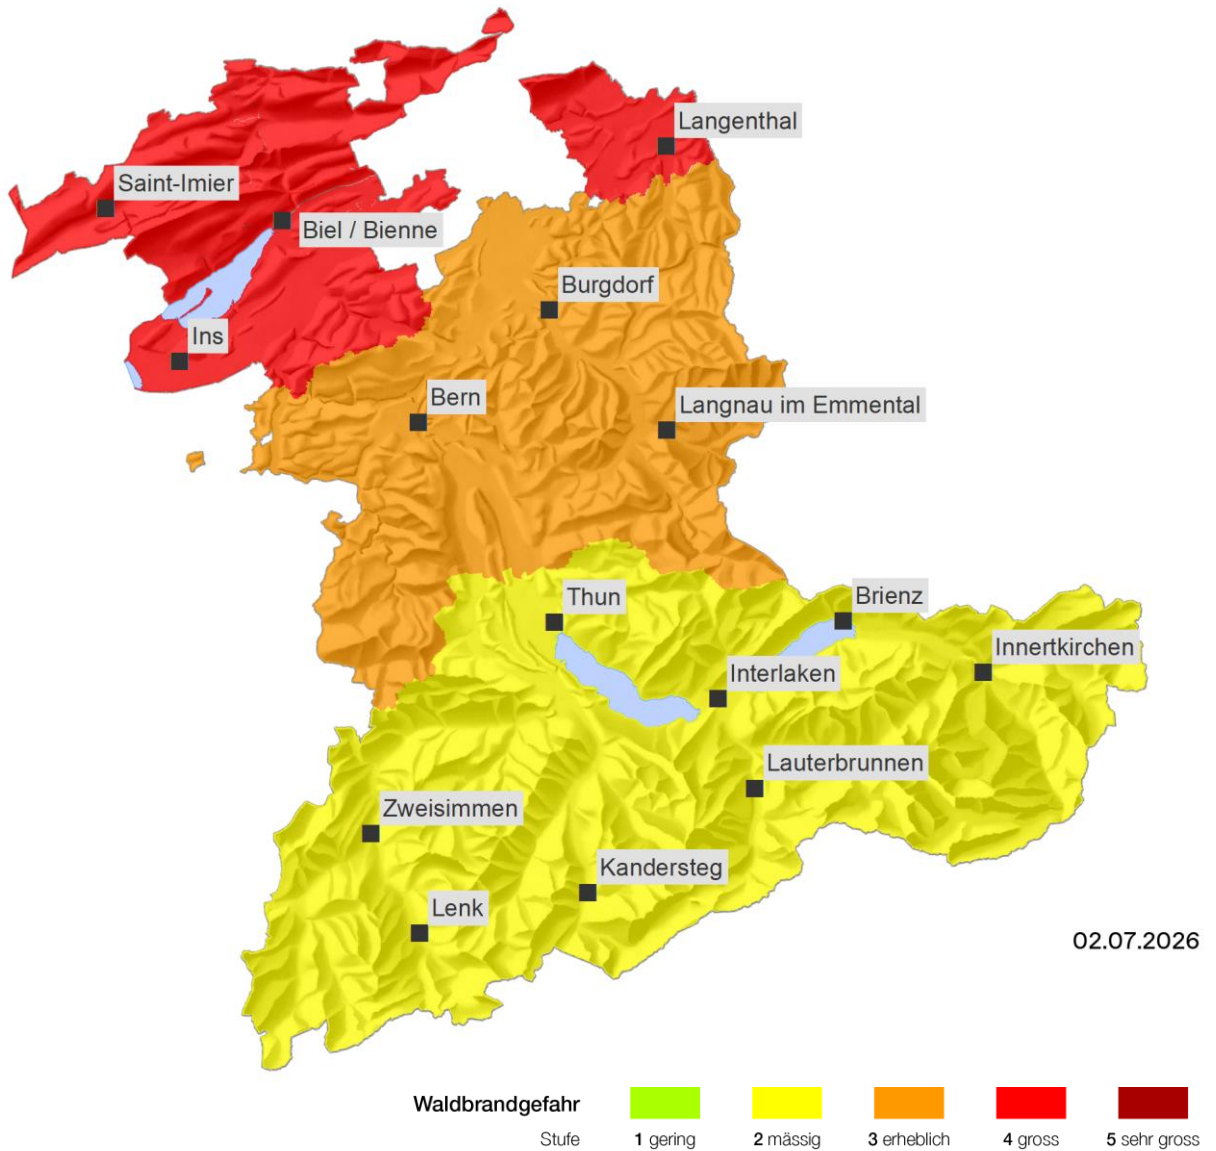 Langenthal
Saint-Imier
Biel / Bienne
Burgdorf
Ins
Bern
Langnau im Emmental
Thun
Brienz
Innertkirchen
Interlaken
Lauterbrunnen
Zweisimmen
Kandersteg
Lenk
02.07.2026
Waldbrandgefahr
Stufe 1 gering 2 mässig 3 erheblich 4 gross 5 sehr gross